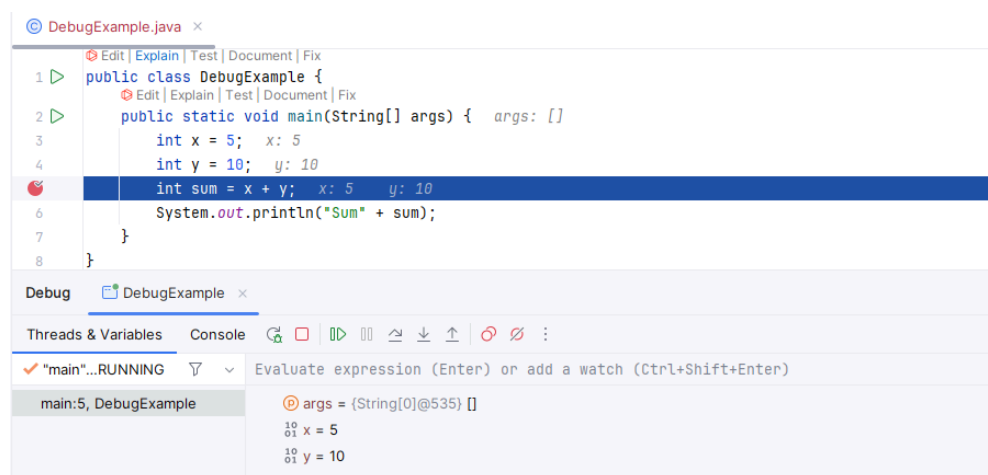 DebugExample.java
Edit | Explain | Test | Document | Fix
1 public class DebugExample {
Edit | Explain | Test | Document | Fix
2 public static void main(String[] args) { args: []
3 int x = 5; x: 5
4 int y = 10; y: 10
int sum = x + y; x: 5 y: 10
6 System.out.println("Sum" + sum);
7 }
8 }
Debug DebugExample
Threads & Variables Console
"main"...RUNNING Evaluate expression (Enter) or add a watch (Ctrl+Shift+Enter)
main:5, DebugExample args = {String[0]@535} []
x = 5
y = 10